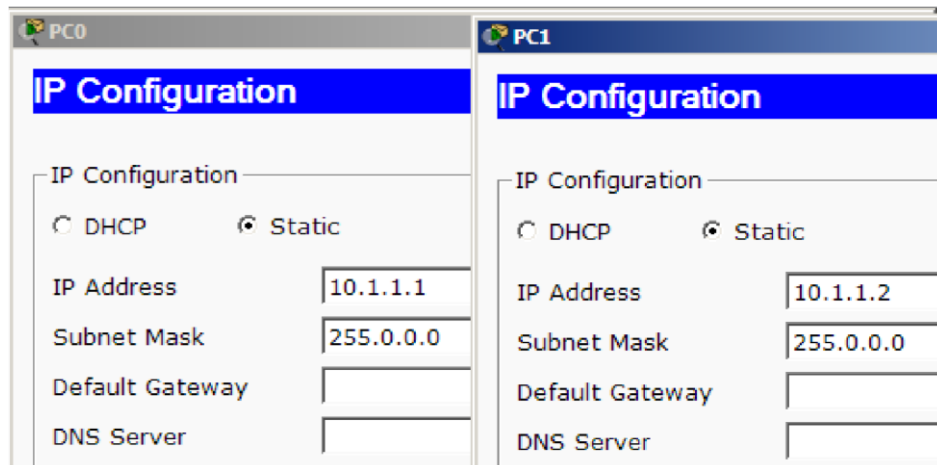 PC0
IP Configuration
IP Configuration
DHCP Static
IP Address 10.1.1.1
Subnet Mask 255.0.0.0
Default Gateway
DNS Server
PC1
IP Configuration
IP Configuration
DHCP Static
IP Address 10.1.1.2
Subnet Mask 255.0.0.0
Default Gateway
DNS Server